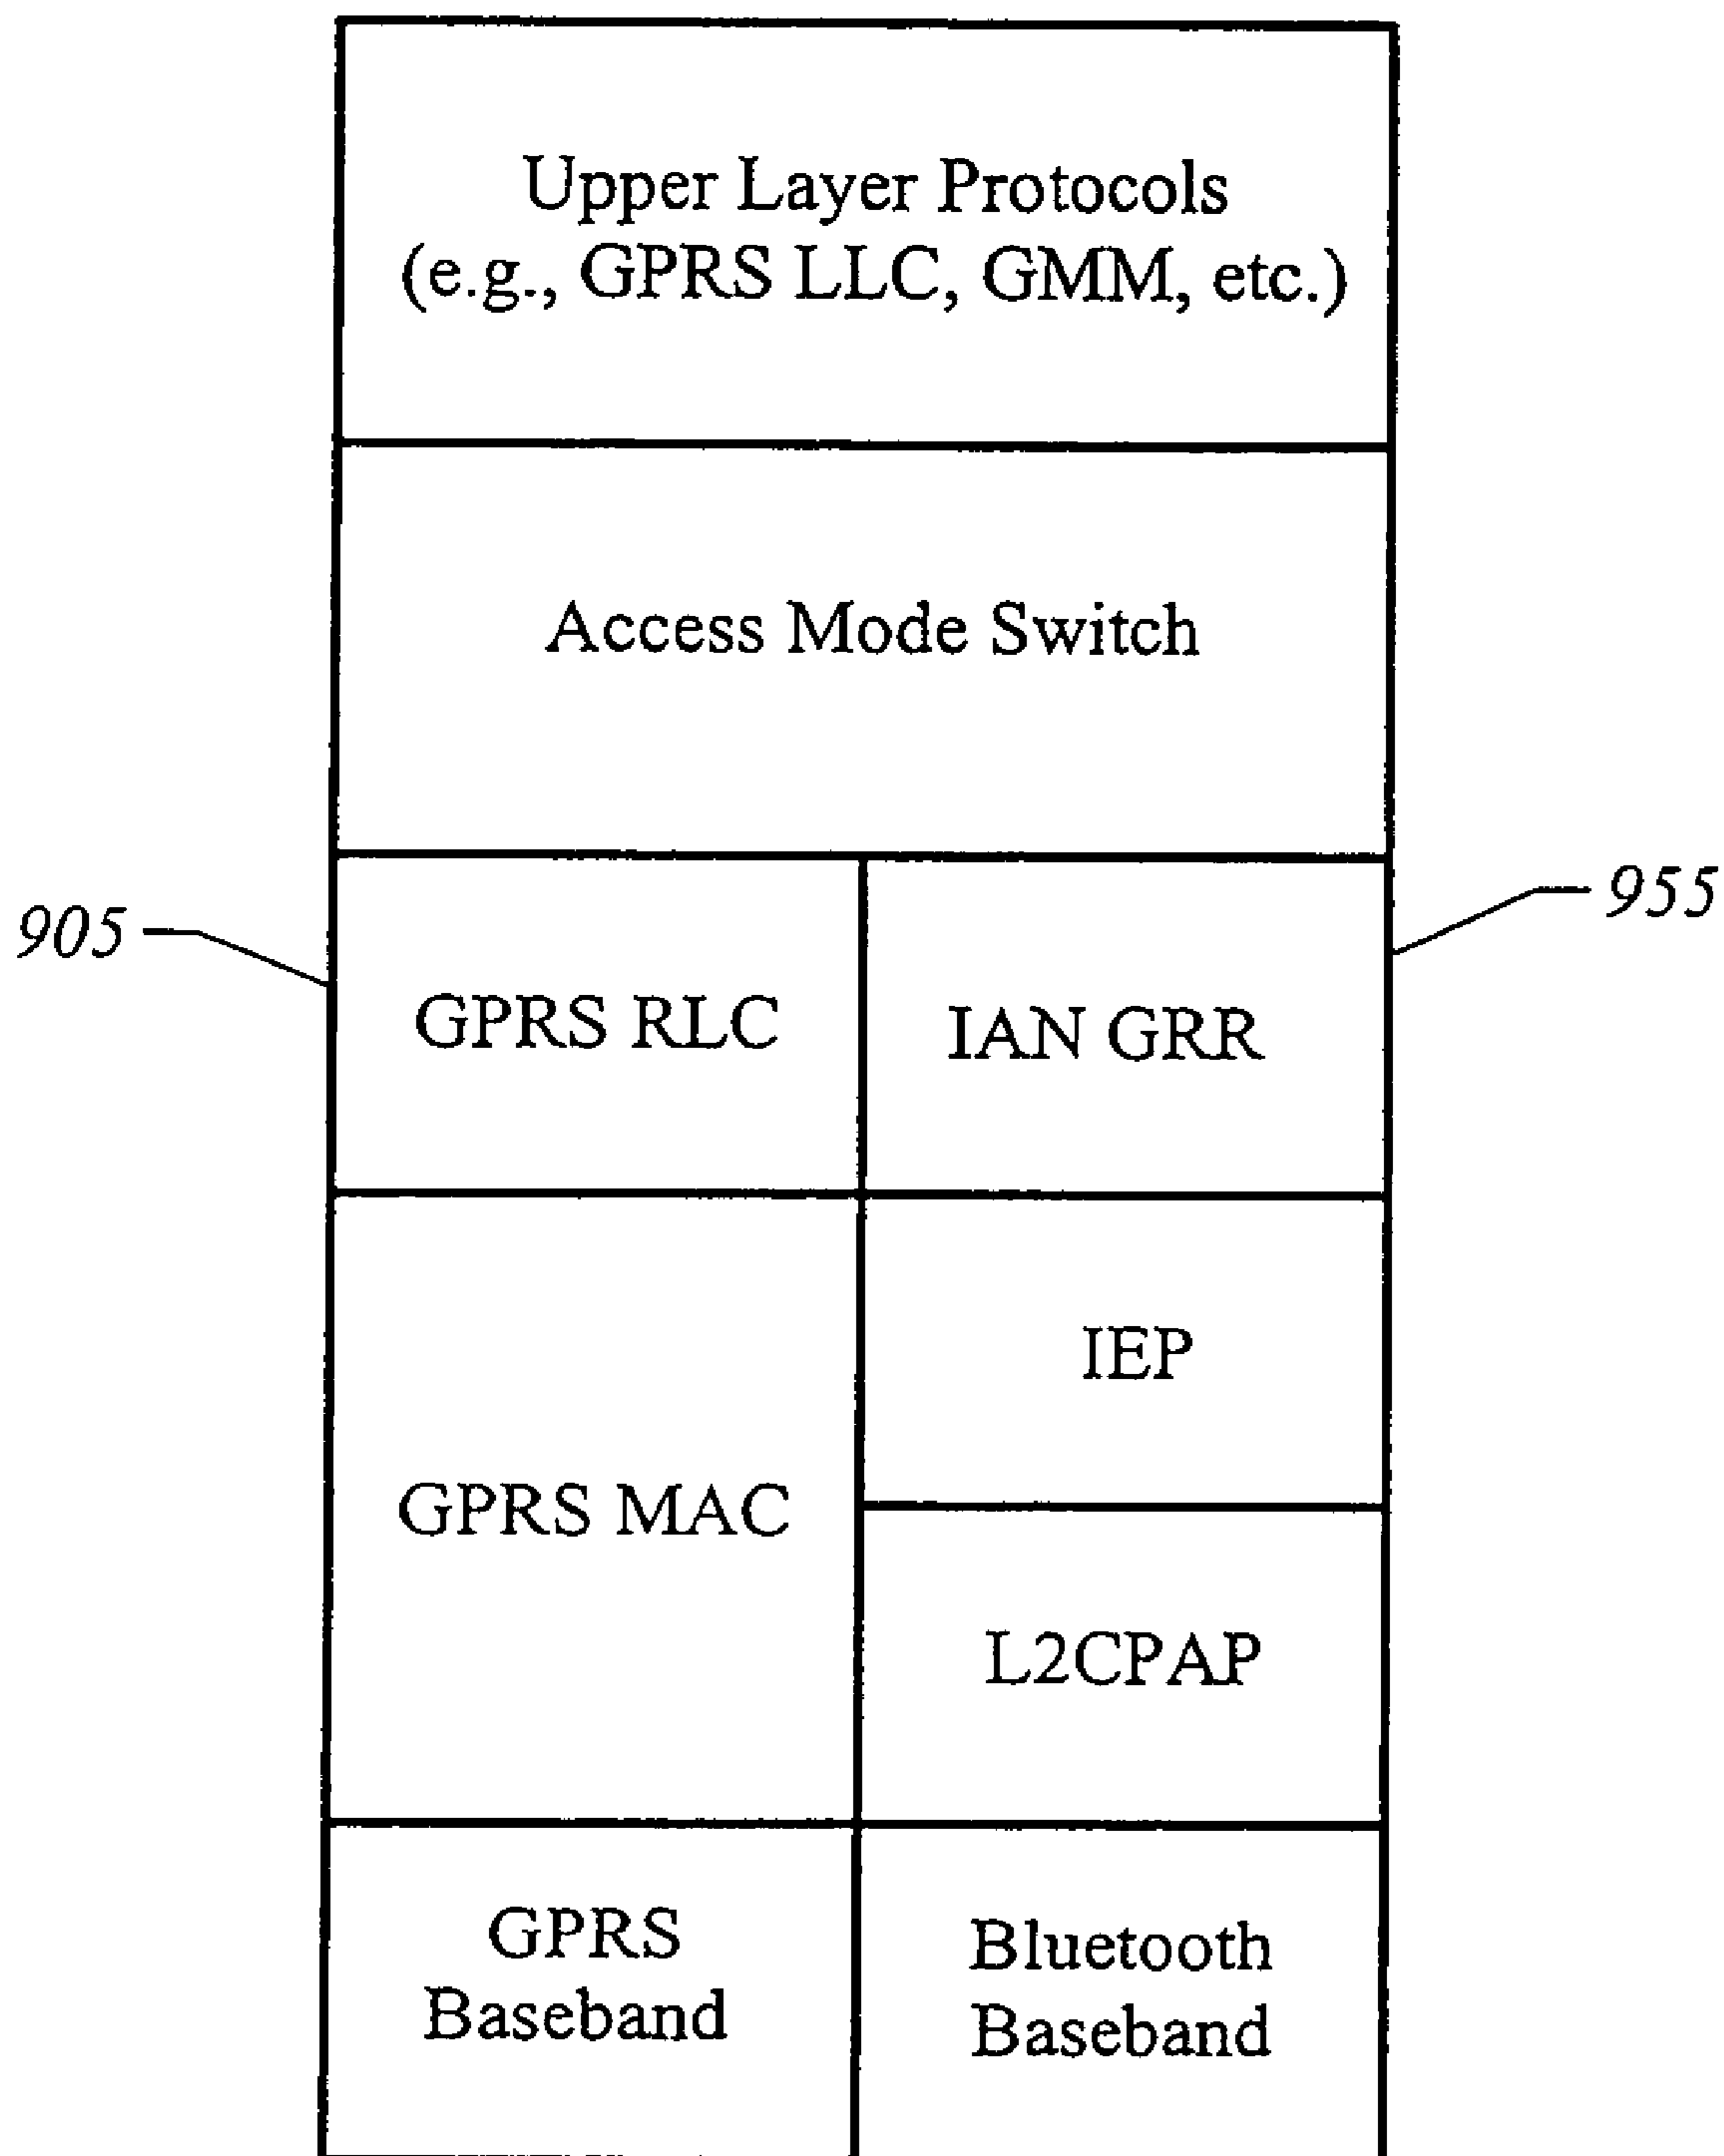 Upper Layer Protocols
(e.g., GPRS LLC, GMM, etc.)
Access Mode Switch
905
955
GPRS RLC
IAN GRR
GPRS MAC
IEP
L2CPAP
GPRS
Baseband
Bluetooth
Baseband